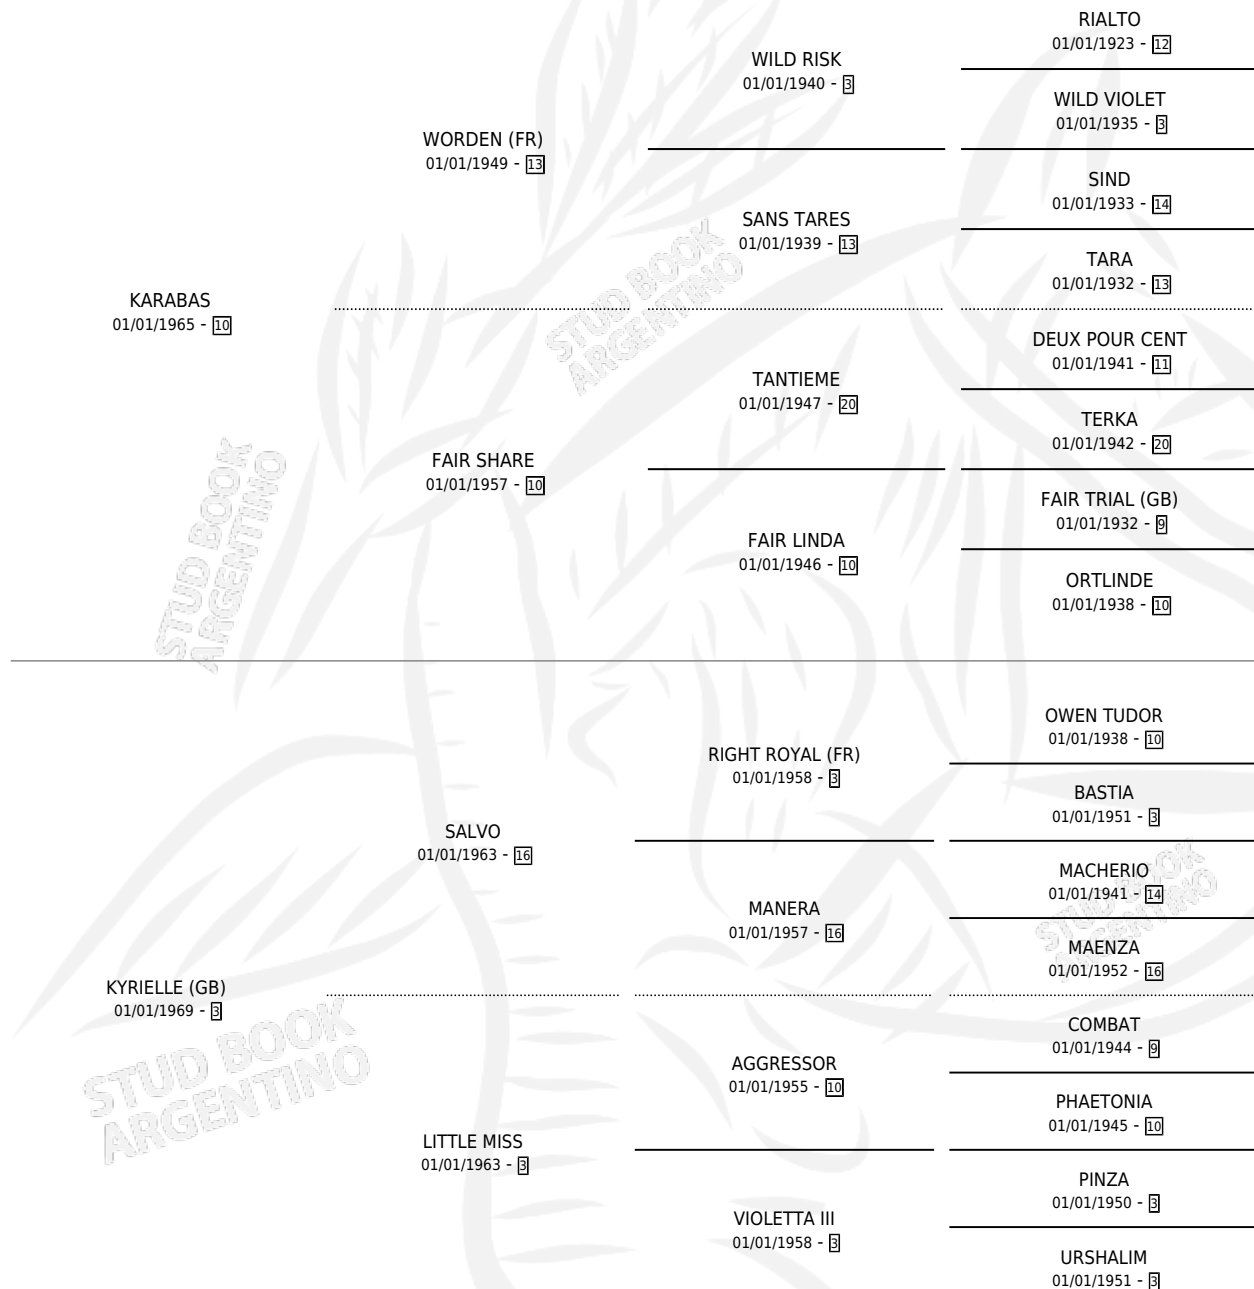 RIALTO
01/01/1923 - 12
WILD RISK
01/01/1940 - 3
WILD VIOLET
01/01/1935 - 3
WORDEN (FR)
01/01/1949 - 13
SIND
01/01/1933 - 14
SANS TARES
01/01/1939 - 13
TARA
01/01/1932 - 13
KARABAS
01/01/1965 - 10
STUD BOOK
ARGENTINO
DEUX POUR CENT
01/01/1941 - 11
TANTIEME
01/01/1947 - 20
TERKA
01/01/1942 - 20
FAIR SHARE
01/01/1957 - 10
STUD BOOK
ARGENTINO
FAIR TRIAL (GB)
01/01/1932 - 9
FAIR LINDA
01/01/1946 - 10
ORTLINDE
01/01/1938 - 10
OWEN TUDOR
01/01/1938 - 10
RIGHT ROYAL (FR)
01/01/1958 - 3
BASTIA
01/01/1951 - 3
SALVO
01/01/1963 - 16
MACHERIO
01/01/1941 - 14
STUD BOOK
ARGENTINO
MANERA
01/01/1957 - 16
MAENZA
01/01/1952 - 16
KYRIELLE (GB)
01/01/1969 - 3
STUD BOOK
ARGENTINO
COMBAT
01/01/1944 - 9
AGGRESSOR
01/01/1955 - 10
PHAETONIA
01/01/1945 - 10
LITTLE MISS
01/01/1963 - 3
PINZA
01/01/1950 - 3
VIOLETTA III
01/01/1958 - 3
URSHALIM
01/01/1951 - 3